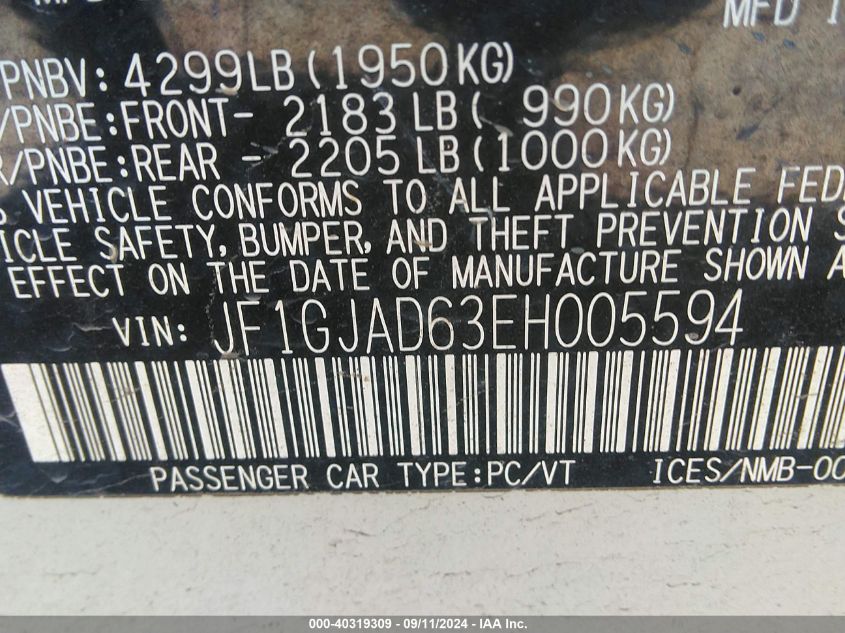 MFD I
PNBV: 4299LB(1950KG)
/PNBE:FRONT- 2183 LB( 990KG)
R/PNBE:REAR - 2205 LB(1000KG)
S VEHICLE CONFORMS TO ALL APPLICABLE FED
ICLE SAFETY, BUMPER, AND THEFT PREVENTION S
EFFECT ON THE DATE OF MANUFACTURE SHOWN A
VIN: JF1GJAD63EH005594
PASSENGER CAR TYPE:PC/VT ICES/NMB-00
000-40319309 - 09/11/2024 - IAA Inc.